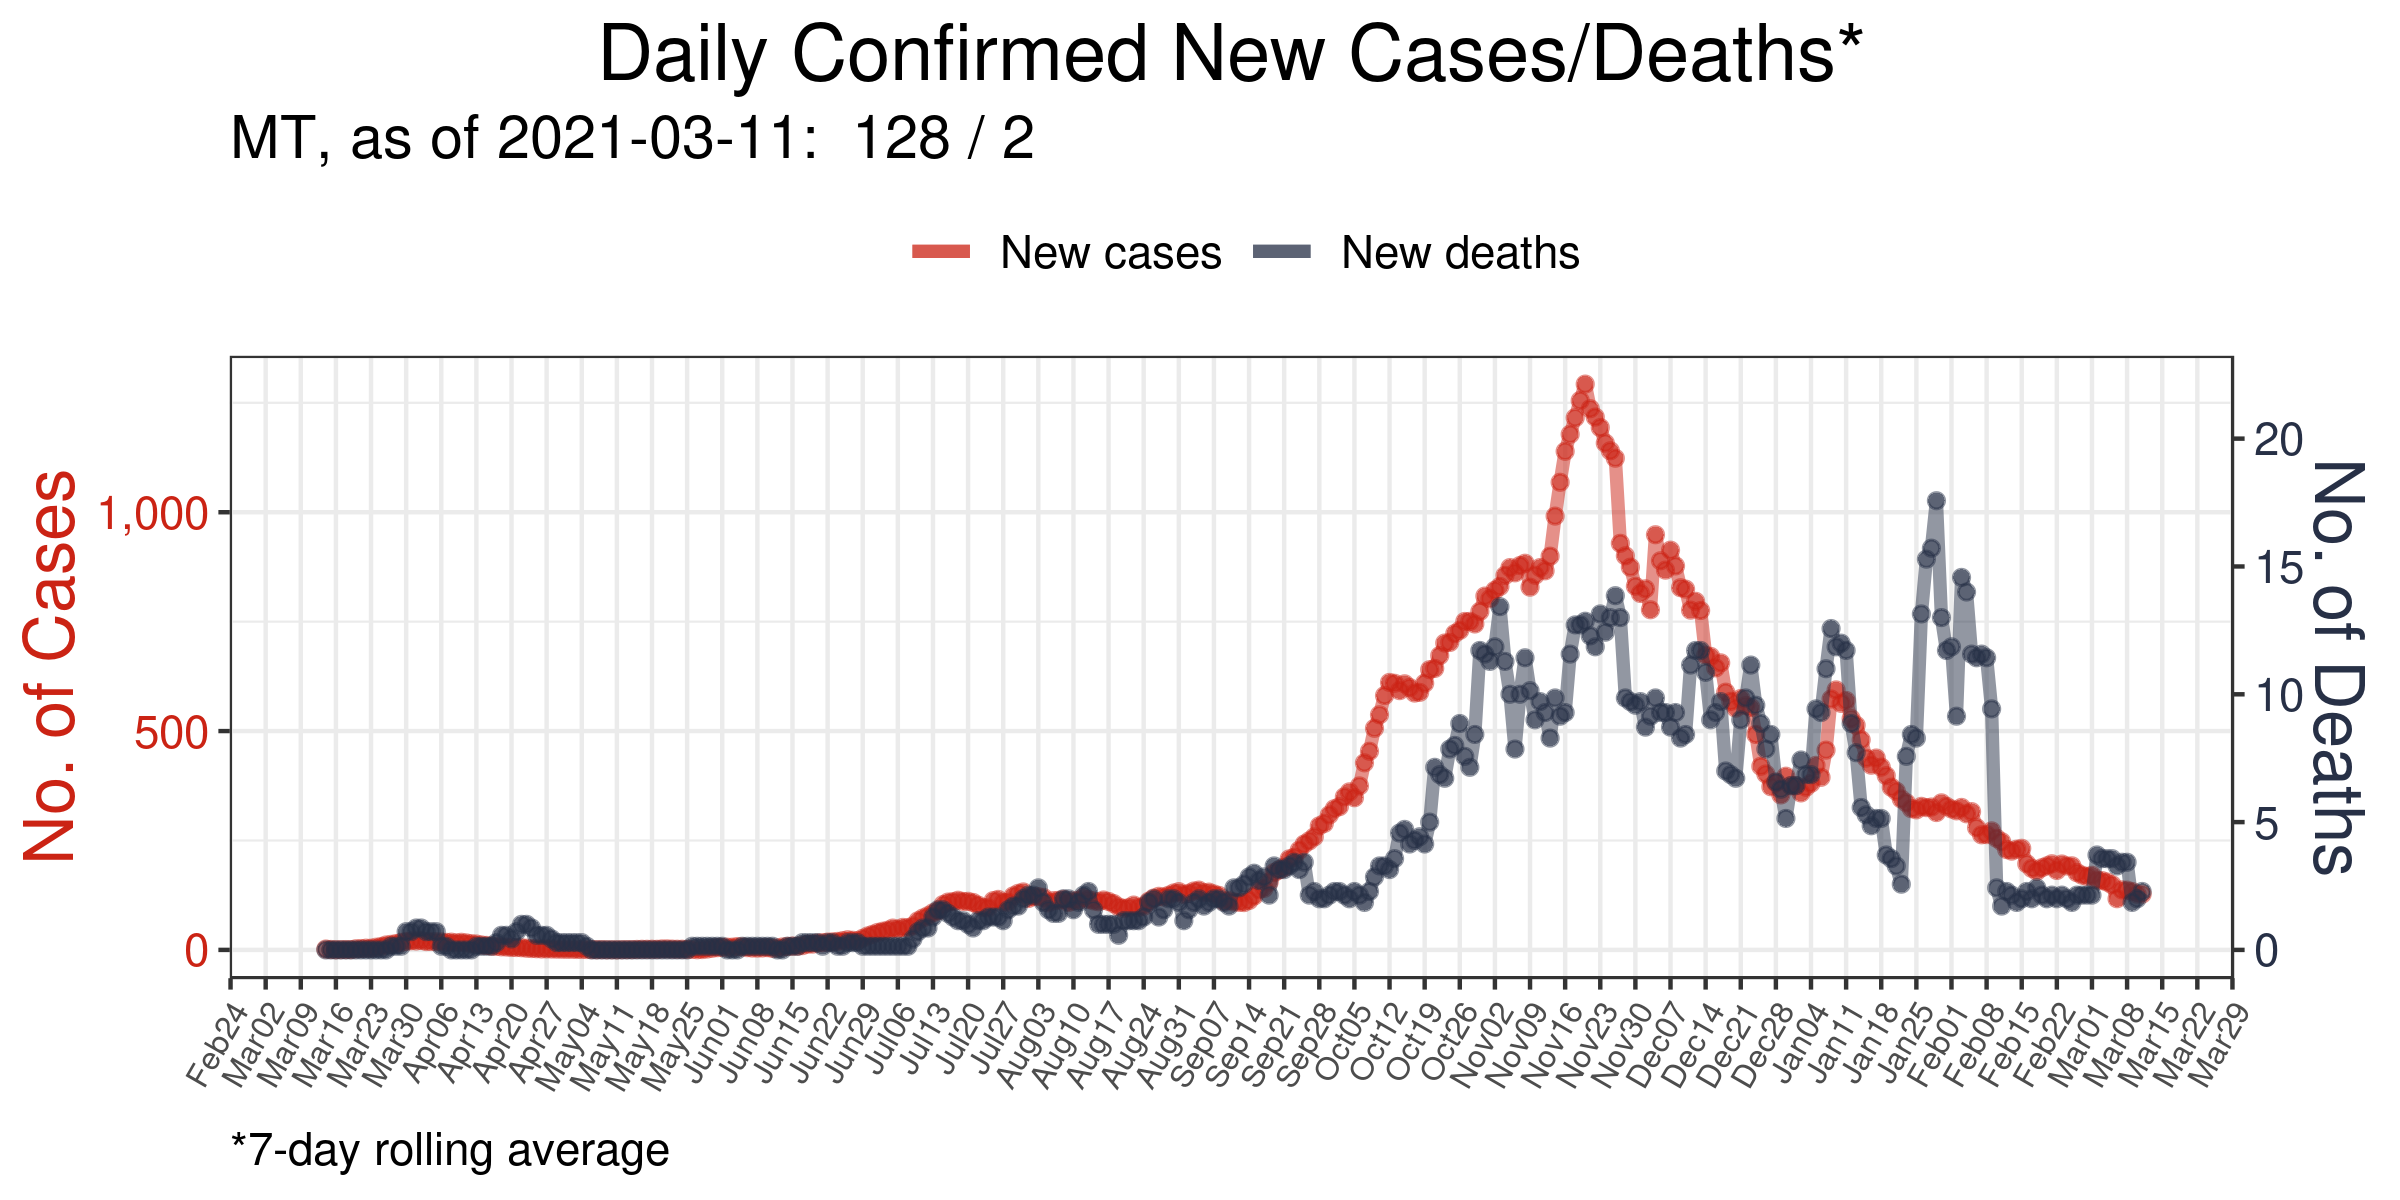 Daily Confirmed New Cases/Deaths*
MT, as of 2021-03-11:  128 / 2
New cases
New deaths
No. of Cases
1,000
500
0
20
15
10
5
0
No. of Deaths
Feb24
Mar02
Mar09
Mar16
Mar23
Mar30
Apr06
Apr13
Apr20
Apr27
May04
May11
May18
May25
Jun01
Jun08
Jun15
Jun22
Jun29
Jul06
Jul13
Jul20
Jul27
Aug03
Aug10
Aug17
Aug24
Aug31
Sep07
Sep14
Sep21
Sep28
Oct05
Oct12
Oct19
Oct26
Nov02
Nov09
Nov16
Nov23
Nov30
Dec07
Dec14
Dec21
Dec28
Jan04
Jan11
Jan18
Jan25
Feb01
Feb08
Feb15
Feb22
Mar01
Mar08
Mar15
Mar22
Mar29
*7-day rolling average